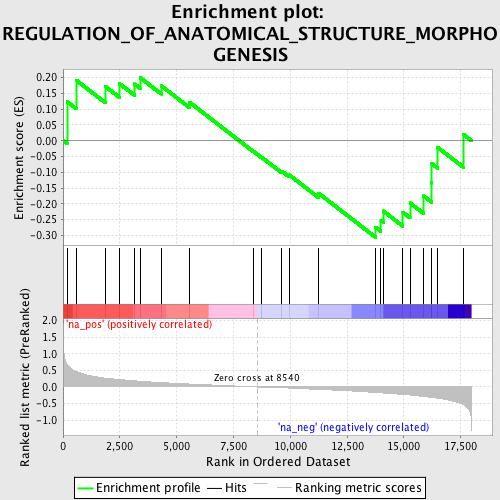 Enrichment plot:
REGULATION_OF_ANATOMICAL_STRUCTURE_MORPHO
GENESIS
Enrichment score (ES)
0.20
0.15
0.10
0.05
0.00
-0.05
-0.10
-0.15
-0.20
-0.25
-0.30
'na_pos' (positively correlated)
Ranked list metric (PreRanked)
2.0
1.5
1.0
0.5
0.0
-0.5
-1.0
Zero cross at 8540
'na_neg' (negatively correlated)
0 2,500 5,000 7,500 10,000 12,500 15,000 17,500
Rank in Ordered Dataset
Enrichment profile Hits Ranking metric scores